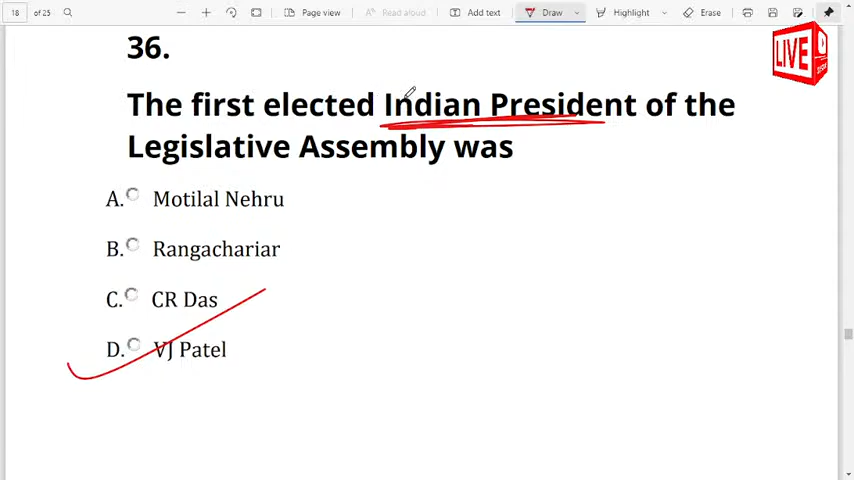 18 of 25 Page view Read aloud Add text Draw Highlight Erase
LIVE
36.
The first elected Indian President of the
Legislative Assembly was
A. Motilal Nehru
B. Rangachariar
C. CR Das
D. VJ Patel